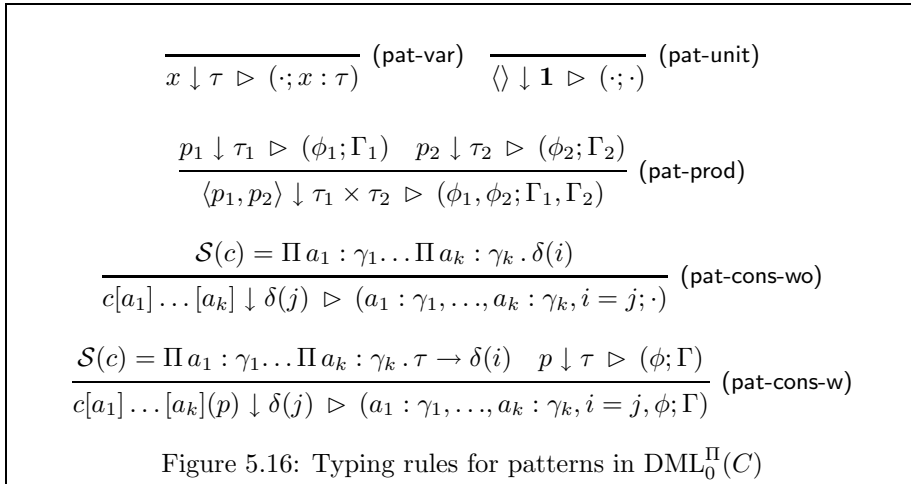 x ↓ τ ▷ (·; x : τ) (pat-var) ⟨⟩ ↓ 1 ▷ (·; ·) (pat-unit)
p₁ ↓ τ₁ ▷ (ϕ₁; Γ₁) p₂ ↓ τ₂ ▷ (ϕ₂; Γ₂)
⟨p₁, p₂⟩ ↓ τ₁ × τ₂ ▷ (ϕ₁, ϕ₂; Γ₁, Γ₂) (pat-prod)
𝒮(c) = Π a₁ : γ₁ . . . Π aₖ : γₖ . δ(i)
c[a₁] . . . [aₖ] ↓ δ(j) ▷ (a₁ : γ₁, . . . , aₖ : γₖ, i = j; ·) (pat-cons-wo)
𝒮(c) = Π a₁ : γ₁ . . . Π aₖ : γₖ . τ → δ(i) p ↓ τ ▷ (ϕ; Γ)
c[a₁] . . . [aₖ](p) ↓ δ(j) ▷ (a₁ : γ₁, . . . , aₖ : γₖ, i = j, ϕ; Γ) (pat-cons-w)
Figure 5.16: Typing rules for patterns in DML₀^Π(C)